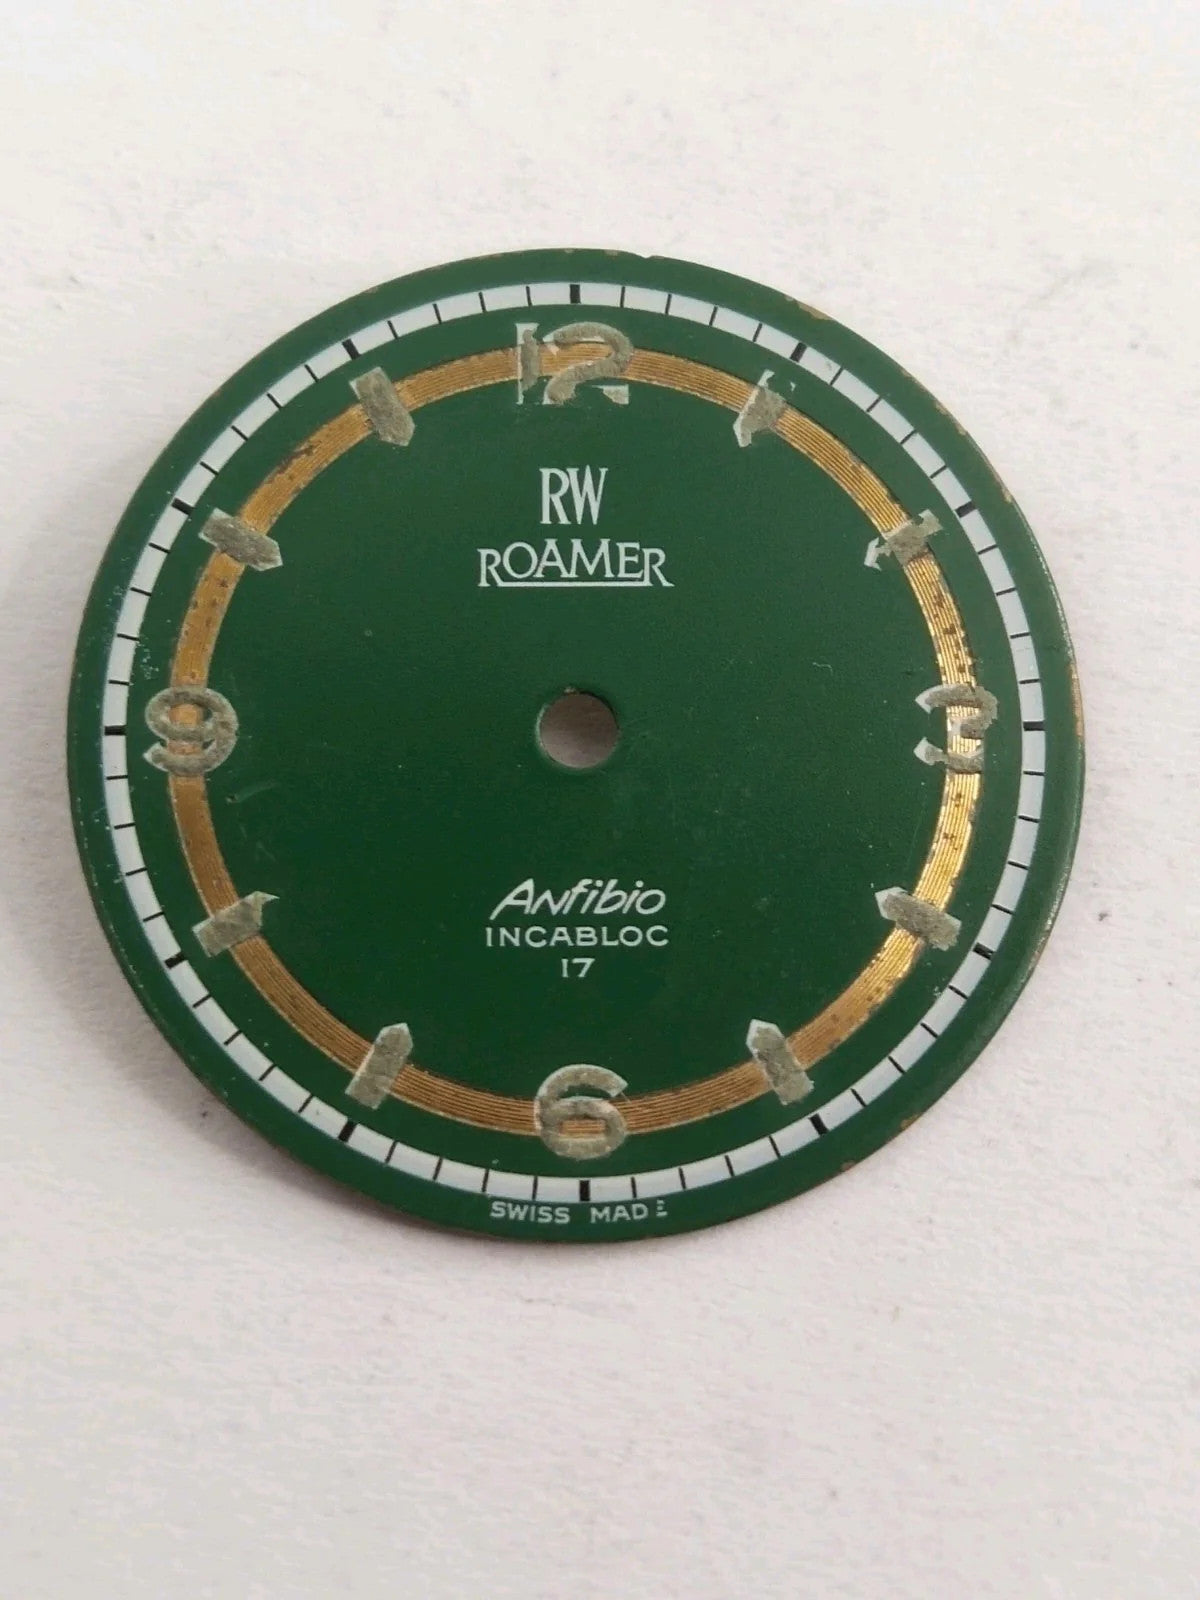 12
RW
ROAMER
9
3
Anfibio
INCABLOC
17
6
SWISS MADE